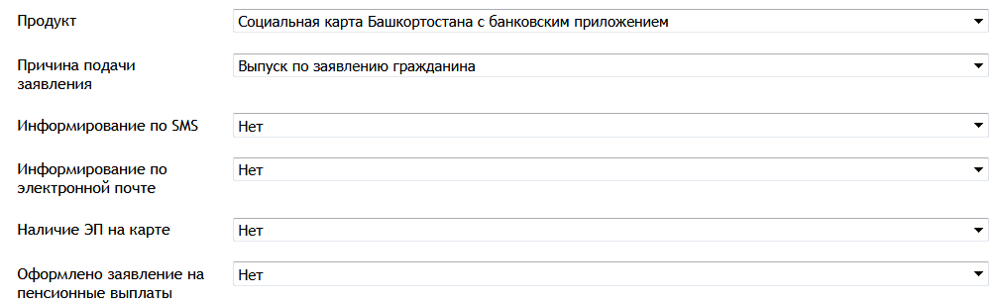 Продукт
Социальная карта Башкортостана с банковским приложением
Причина подачи
заявления
Выпуск по заявлению гражданина
Информирование по SMS
Нет
Информирование по
электронной почте
Нет
Наличие ЭП на карте
Нет
Оформлено заявление на
пенсионные выплаты
Нет